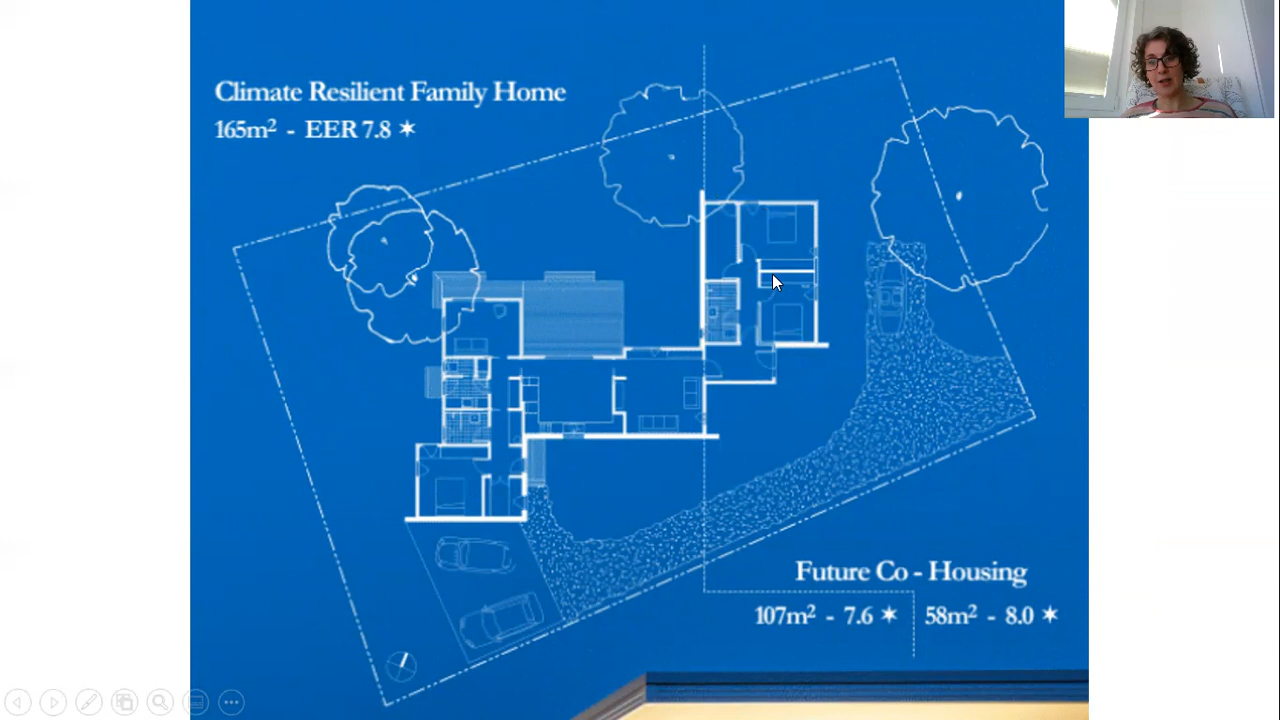 Climate Resilient Family Home
165m² - EER 7.8 ✶
Future Co - Housing
107m² - 7.6 ✶
58m² - 8.0 ✶